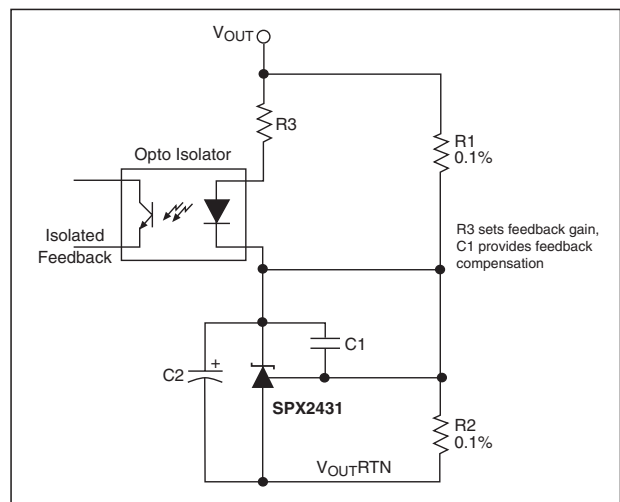 VOUT
R3
R1
0.1%
Opto Isolator
Isolated
Feedback
R3 sets feedback gain,
C1 provides feedback
compensation
C1
C2
+
SPX2431
R2
0.1%
VOUTRTN